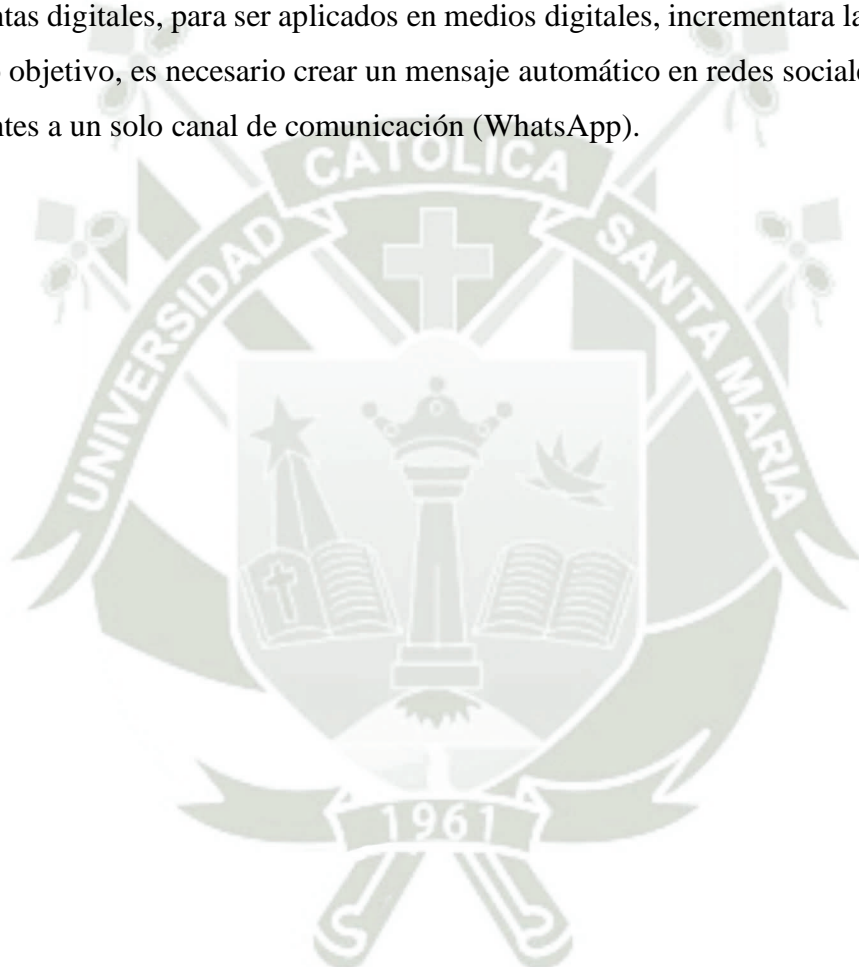 ntas digitales, para ser aplicados en medios digitales, incrementara la
objetivo, es necesario crear un mensaje automático en redes sociale
ntes a un solo canal de comunicación (WhatsApp).
UNIVERSIDAD CATOLICA SANTA MARIA
1961